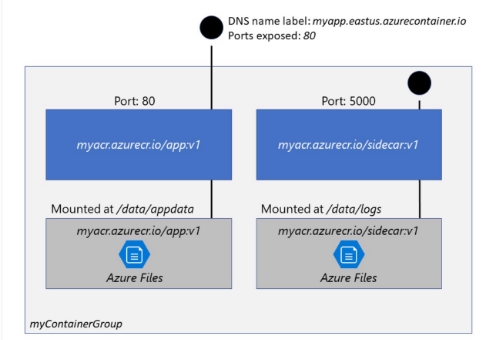 DNS name label: myapp.eastus.azurecontainer.io
Ports exposed: 80
Port: 80
Port: 5000
myacr.azurecr.io/app:v1
myacr.azurecr.io/sidecar:v1
Mounted at /data/appdata
Mounted at /data/logs
myacr.azurecr.io/app:v1
myacr.azurecr.io/sidecar:v1
Azure Files
Azure Files
myContainerGroup